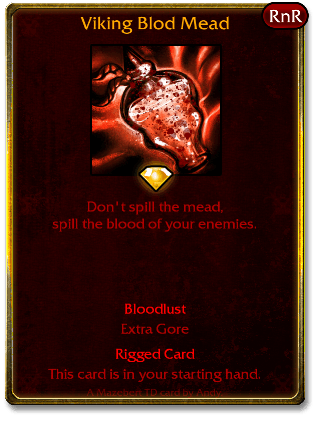 RnR
Viking Blod Mead
Don't spill the mead,
spill the blood of your enemies.
Bloodlust
Extra Gore
Rigged Card
This card is in your starting hand.